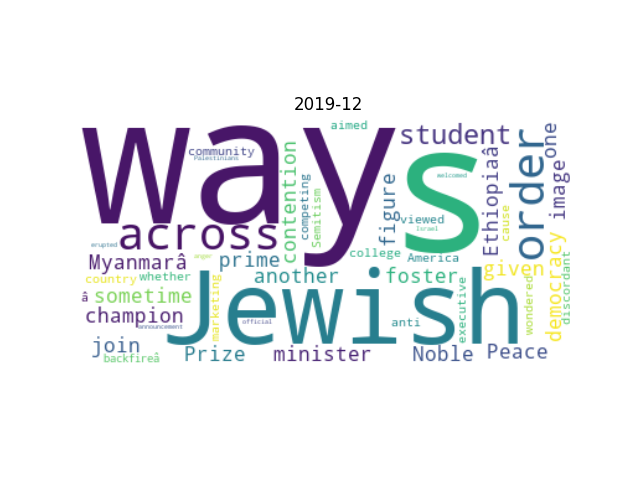 2019-12
aimed
ways
student
order
one
community
Palestinians
contention
competing
Semitism
figure
welcomed
viewed
Israel
Ethiopiaâ
cause
image
across
erupted
anger
college
America
Myanmarâ
prime
another
foster
given
democracy
discordant
country
whether
Jewish
â
sometime
marketing
executive
wondered
champion
announcement
official
anti
join
backfireâ
Prize
minister
Noble
Peace